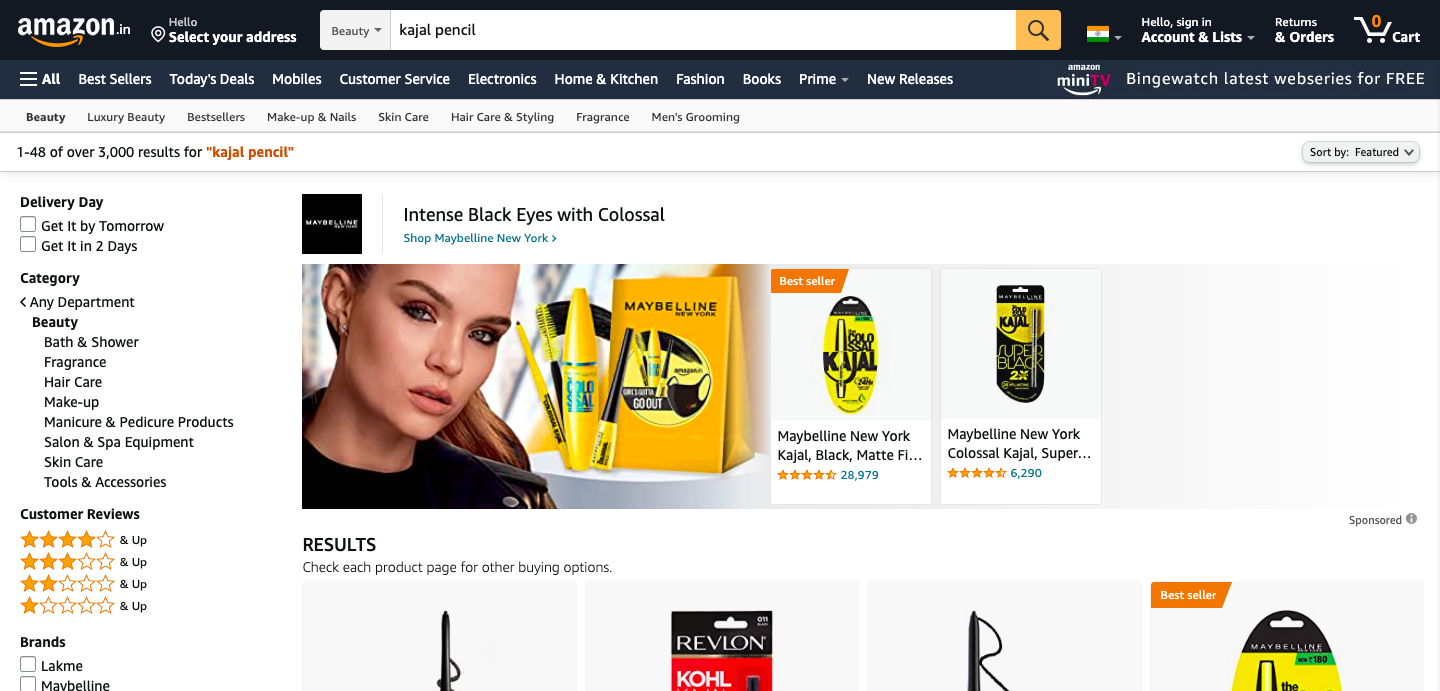 amazon.in
Hello
Select your address
Beauty
kajal pencil
Hello, sign in
Account & Lists
Returns
& Orders
0
Cart
All
Best Sellers
Today's Deals
Mobiles
Customer Service
Electronics
Home & Kitchen
Fashion
Books
Prime
New Releases
amazon
miniTV
Bingewatch latest webseries for FREE
Beauty
Luxury Beauty
Bestsellers
Make-up & Nails
Skin Care
Hair Care & Styling
Fragrance
Men's Grooming
1-48 of over 3,000 results for "kajal pencil"
Sort by: Featured
Delivery Day
Get It by Tomorrow
Get It in 2 Days
Category
Any Department
Beauty
Bath & Shower
Fragrance
Hair Care
Make-up
Manicure & Pedicure Products
Salon & Spa Equipment
Skin Care
Tools & Accessories
Customer Reviews
& Up
& Up
& Up
& Up
Brands
Lakme
Maybelline
MAYBELLINE
NEW YORK
Intense Black Eyes with Colossal
Shop Maybelline New York ›
MAYBELLINE
NEW YORK
COLOSSAL
amazon.in
GIRL'S GOTTA
GO OUT
Best seller
COLOSSAL
KAJAL
24H
Maybelline New York
Kajal, Black, Matte Fi...
28,979
MAYBELLINE
COLOSSAL
KAJAL
SUPER
BLACK
2X
Maybelline New York
Colossal Kajal, Super...
6,290
Sponsored
RESULTS
Check each product page for other buying options.
011
REVLON
KOHL
Best seller
MAYBELLINE
NEW YORK
NOW ₹180
the